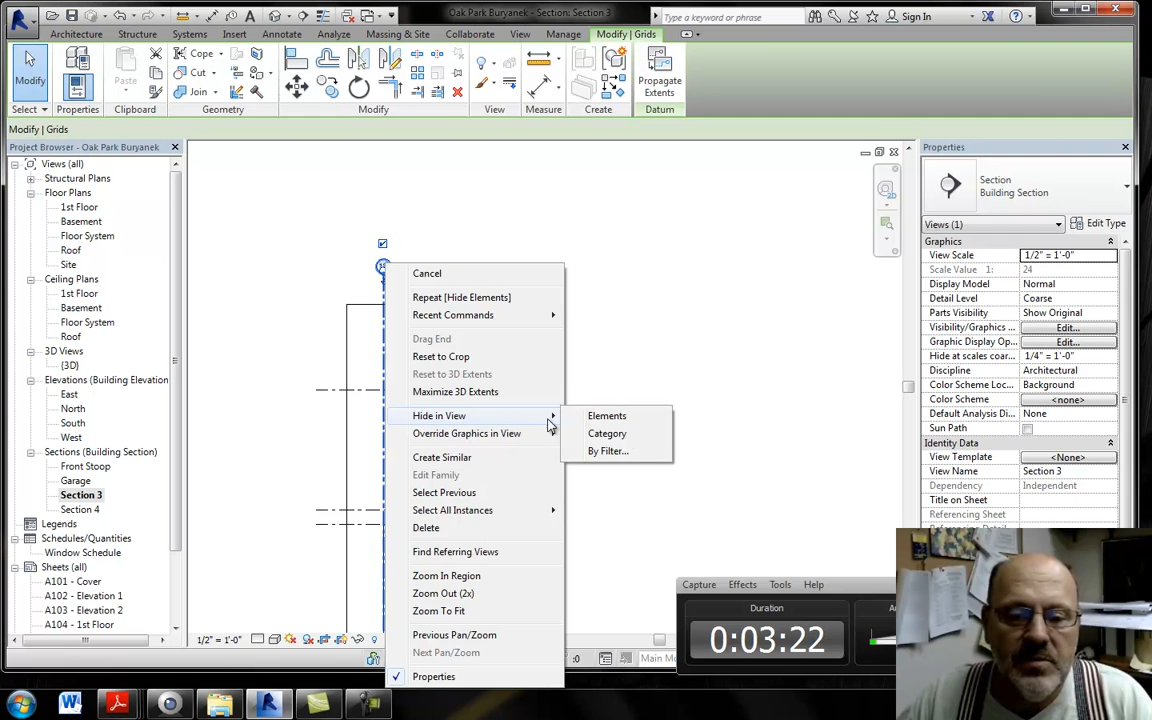 Oak Park Buryanek - Section: Section 3
Type a keyword or phrase
Sign In
Architecture
Structure
Systems
Insert
Annotate
Analyze
Massing & Site
Collaborate
View
Manage
Modify | Grids
Modify
Paste
Cope
Cut
Join
Propagate
Extents
Select
Properties
Clipboard
Geometry
Modify
View
Measure
Create
Datum
Modify | Grids
Project Browser - Oak Park Buryanek
Views (all)
Structural Plans
Floor Plans
1st Floor
Basement
Floor System
Roof
Site
Ceiling Plans
1st Floor
Basement
Floor System
Roof
3D Views
{3D}
Elevations (Building Elevation
East
North
South
West
Sections (Building Section)
Front Stoop
Garage
Section 3
Section 4
Legends
Schedules/Quantities
Window Schedule
Sheets (all)
A101 - Cover
A102 - Elevation 1
A103 - Elevation 2
A104 - 1st Floor
Cancel
Repeat [Hide Elements]
Recent Commands
Drag End
Reset to Crop
Reset to 3D Extents
Maximize 3D Extents
Hide in View
Override Graphics in View
Create Similar
Edit Family
Select Previous
Select All Instances
Delete
Find Referring Views
Zoom In Region
Zoom Out (2x)
Zoom To Fit
Previous Pan/Zoom
Next Pan/Zoom
Properties
Elements
Category
By Filter...
2D
Properties
Section
Building Section
Views (1)
Edit Type
Graphics
View Scale 1/2" = 1'-0"
Scale Value 1: 24
Display Model Normal
Detail Level Coarse
Parts Visibility Show Original
Visibility/Graphics ... Edit...
Graphic Display Op... Edit...
Hide at scales coar... 1/4" = 1'-0"
Discipline Architectural
Color Scheme Loc... Background
Color Scheme <none>
Default Analysis Di... None
Sun Path
Identity Data
View Template <None>
View Name Section 3
Dependency Independent
Title on Sheet
Referencing Sheet
1/2" = 1'-0"
:0
Main Mo
Capture Effects Tools Help
Duration
0:03:22